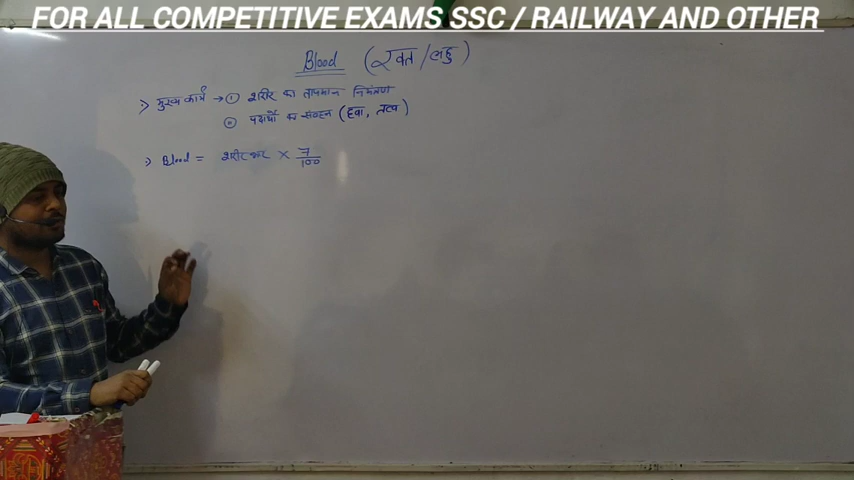 FOR ALL COMPETITIVE EXAMS SSC / RAILWAY AND OTHER
Blood (रक्त/लहु)
> मुख्य कार्य → ① शरीर का तापमान नियंत्रण
② पदार्थो का संवहन (हवा, तत्व)
> Blood = शरीर भार × 7/100